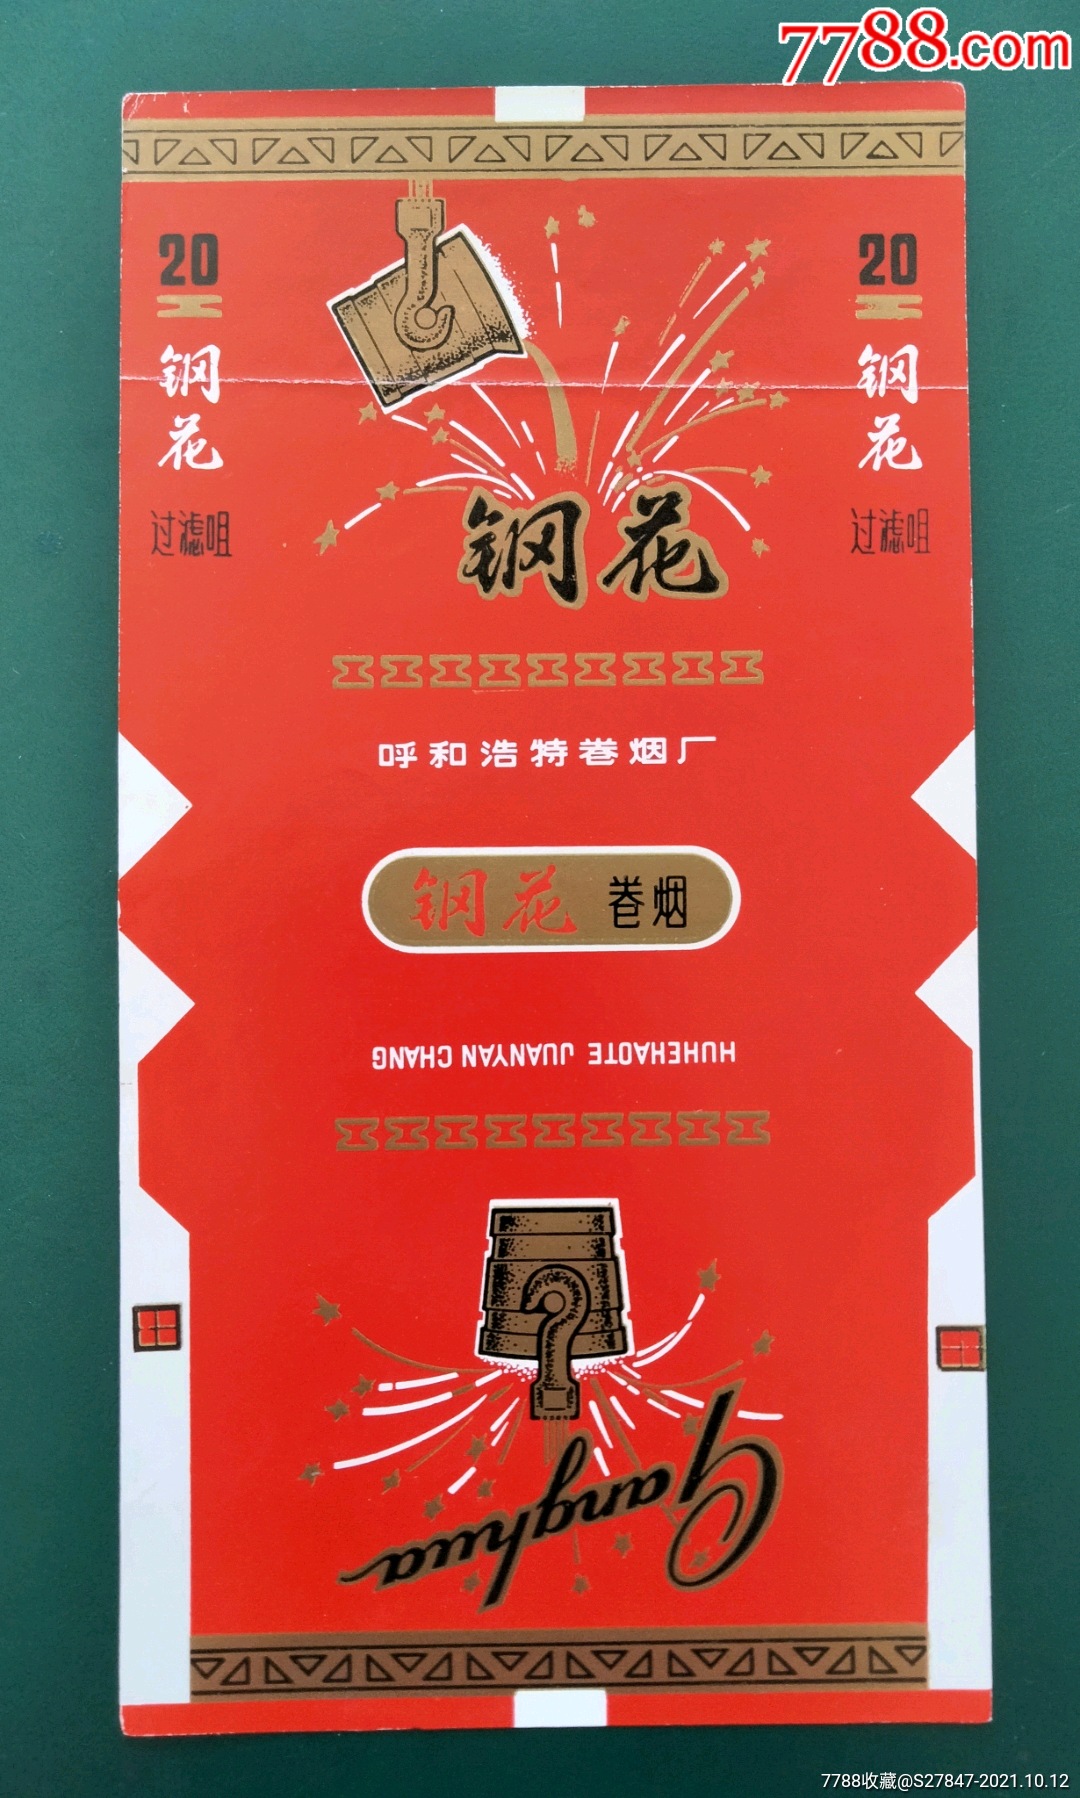 7788.com
20
钢花
过滤咀
20
钢花
过滤咀
钢花
呼和浩特卷烟厂
钢花 卷烟
HUHEHAOTE JUANYAN CHANG
Ganghua
7788收藏@S27847-2021.10.12